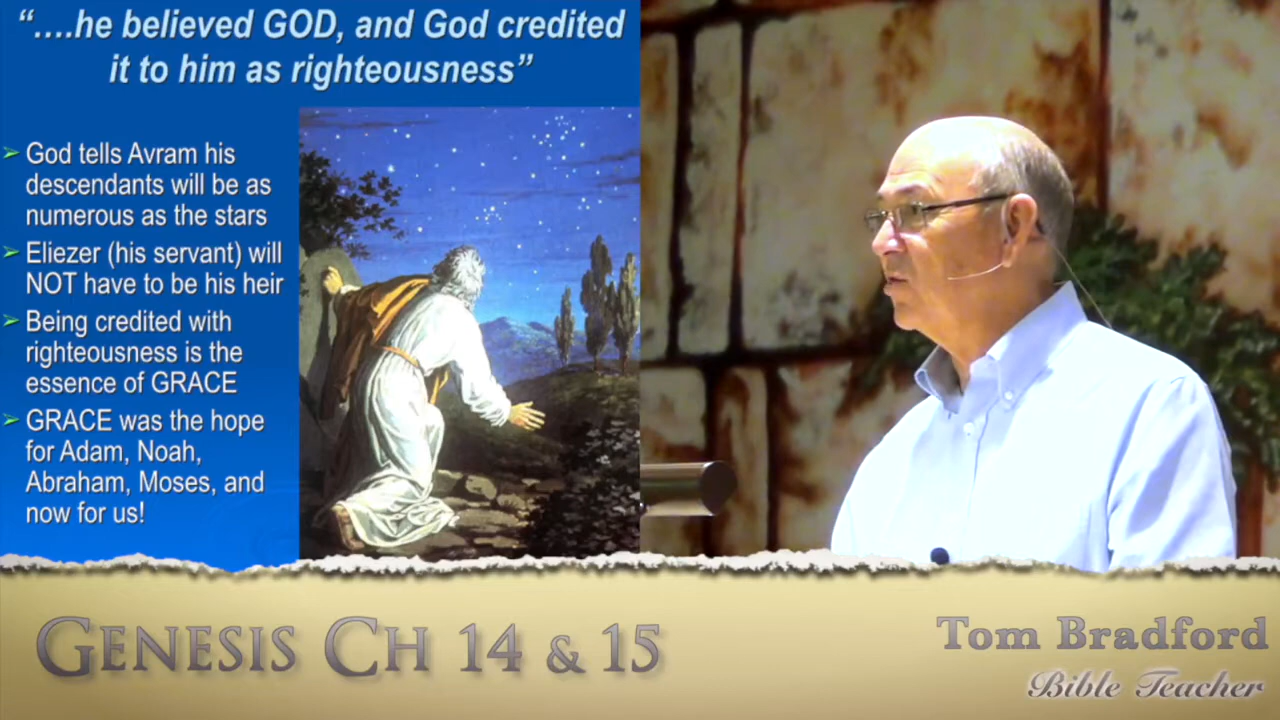 “....he believed GOD, and God credited
it to him as righteousness”
➢ God tells Avram his
descendants will be as
numerous as the stars
➢ Eliezer (his servant) will
NOT have to be his heir
➢ Being credited with
righteousness is the
essence of GRACE
➢ GRACE was the hope
for Adam, Noah,
Abraham, Moses, and
now for us!
GENESIS CH 14 & 15
Tom Bradford
Bible Teacher